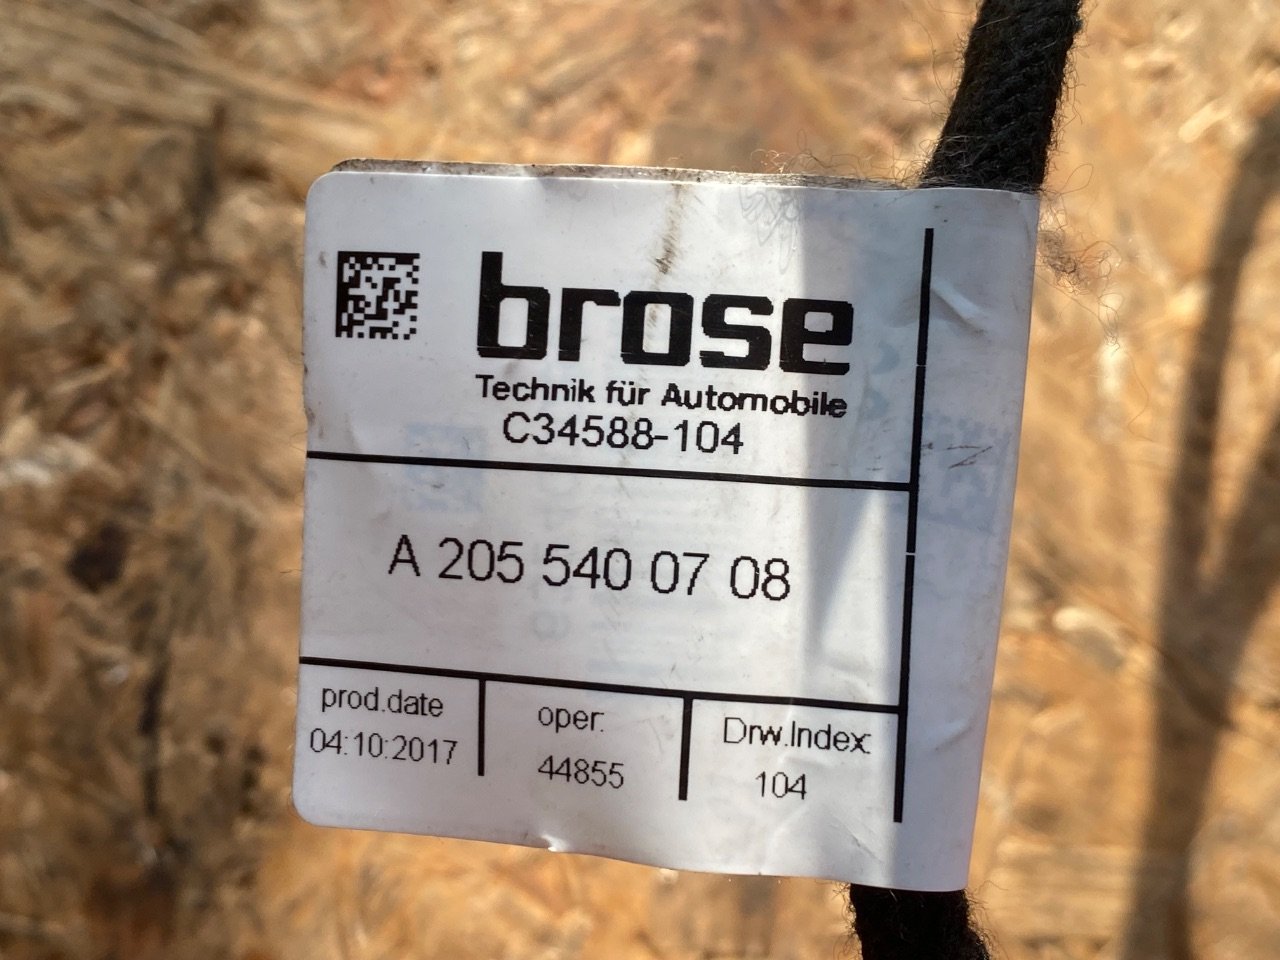 brose
Technik für Automobile
C34588-104
A 205 540 07 08
prod.date
04:10:2017
oper:
44855
Drw.Index:
104